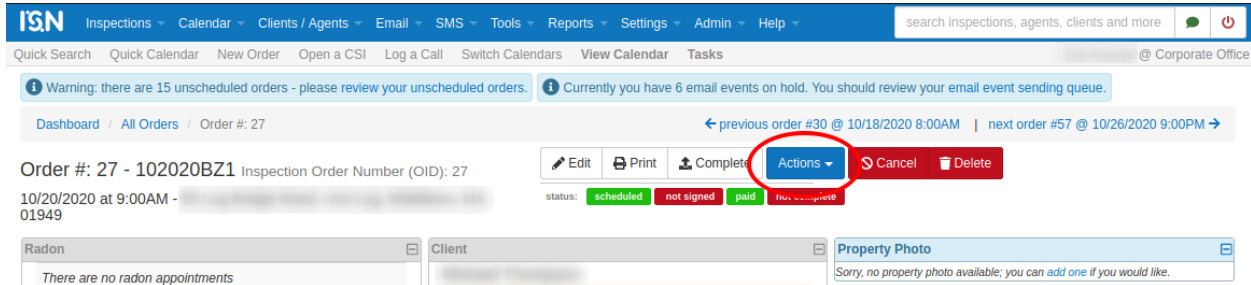 ISN Inspections Calendar Clients / Agents Email SMS Tools Reports Settings Admin Help search inspections, agents, clients and more
Quick Search Quick Calendar New Order Open a CSI Log a Call Switch Calendars View Calendar Tasks @ Corporate Office
Warning: there are 15 unscheduled orders - please review your unscheduled orders. Currently you have 6 email events on hold. You should review your email event sending queue.
Dashboard / All Orders / Order #: 27 previous order #30 @ 10/18/2020 8:00AM | next order #57 @ 10/26/2020 9:00PM
Edit Print Complete Actions Cancel Delete
Order #: 27 - 102020BZ1 Inspection Order Number (OID): 27
status: scheduled not signed paid not complete
10/20/2020 at 9:00AM -
01949
Radon Client Property Photo
There are no radon appointments Sorry, no property photo available; you can add one if you would like.